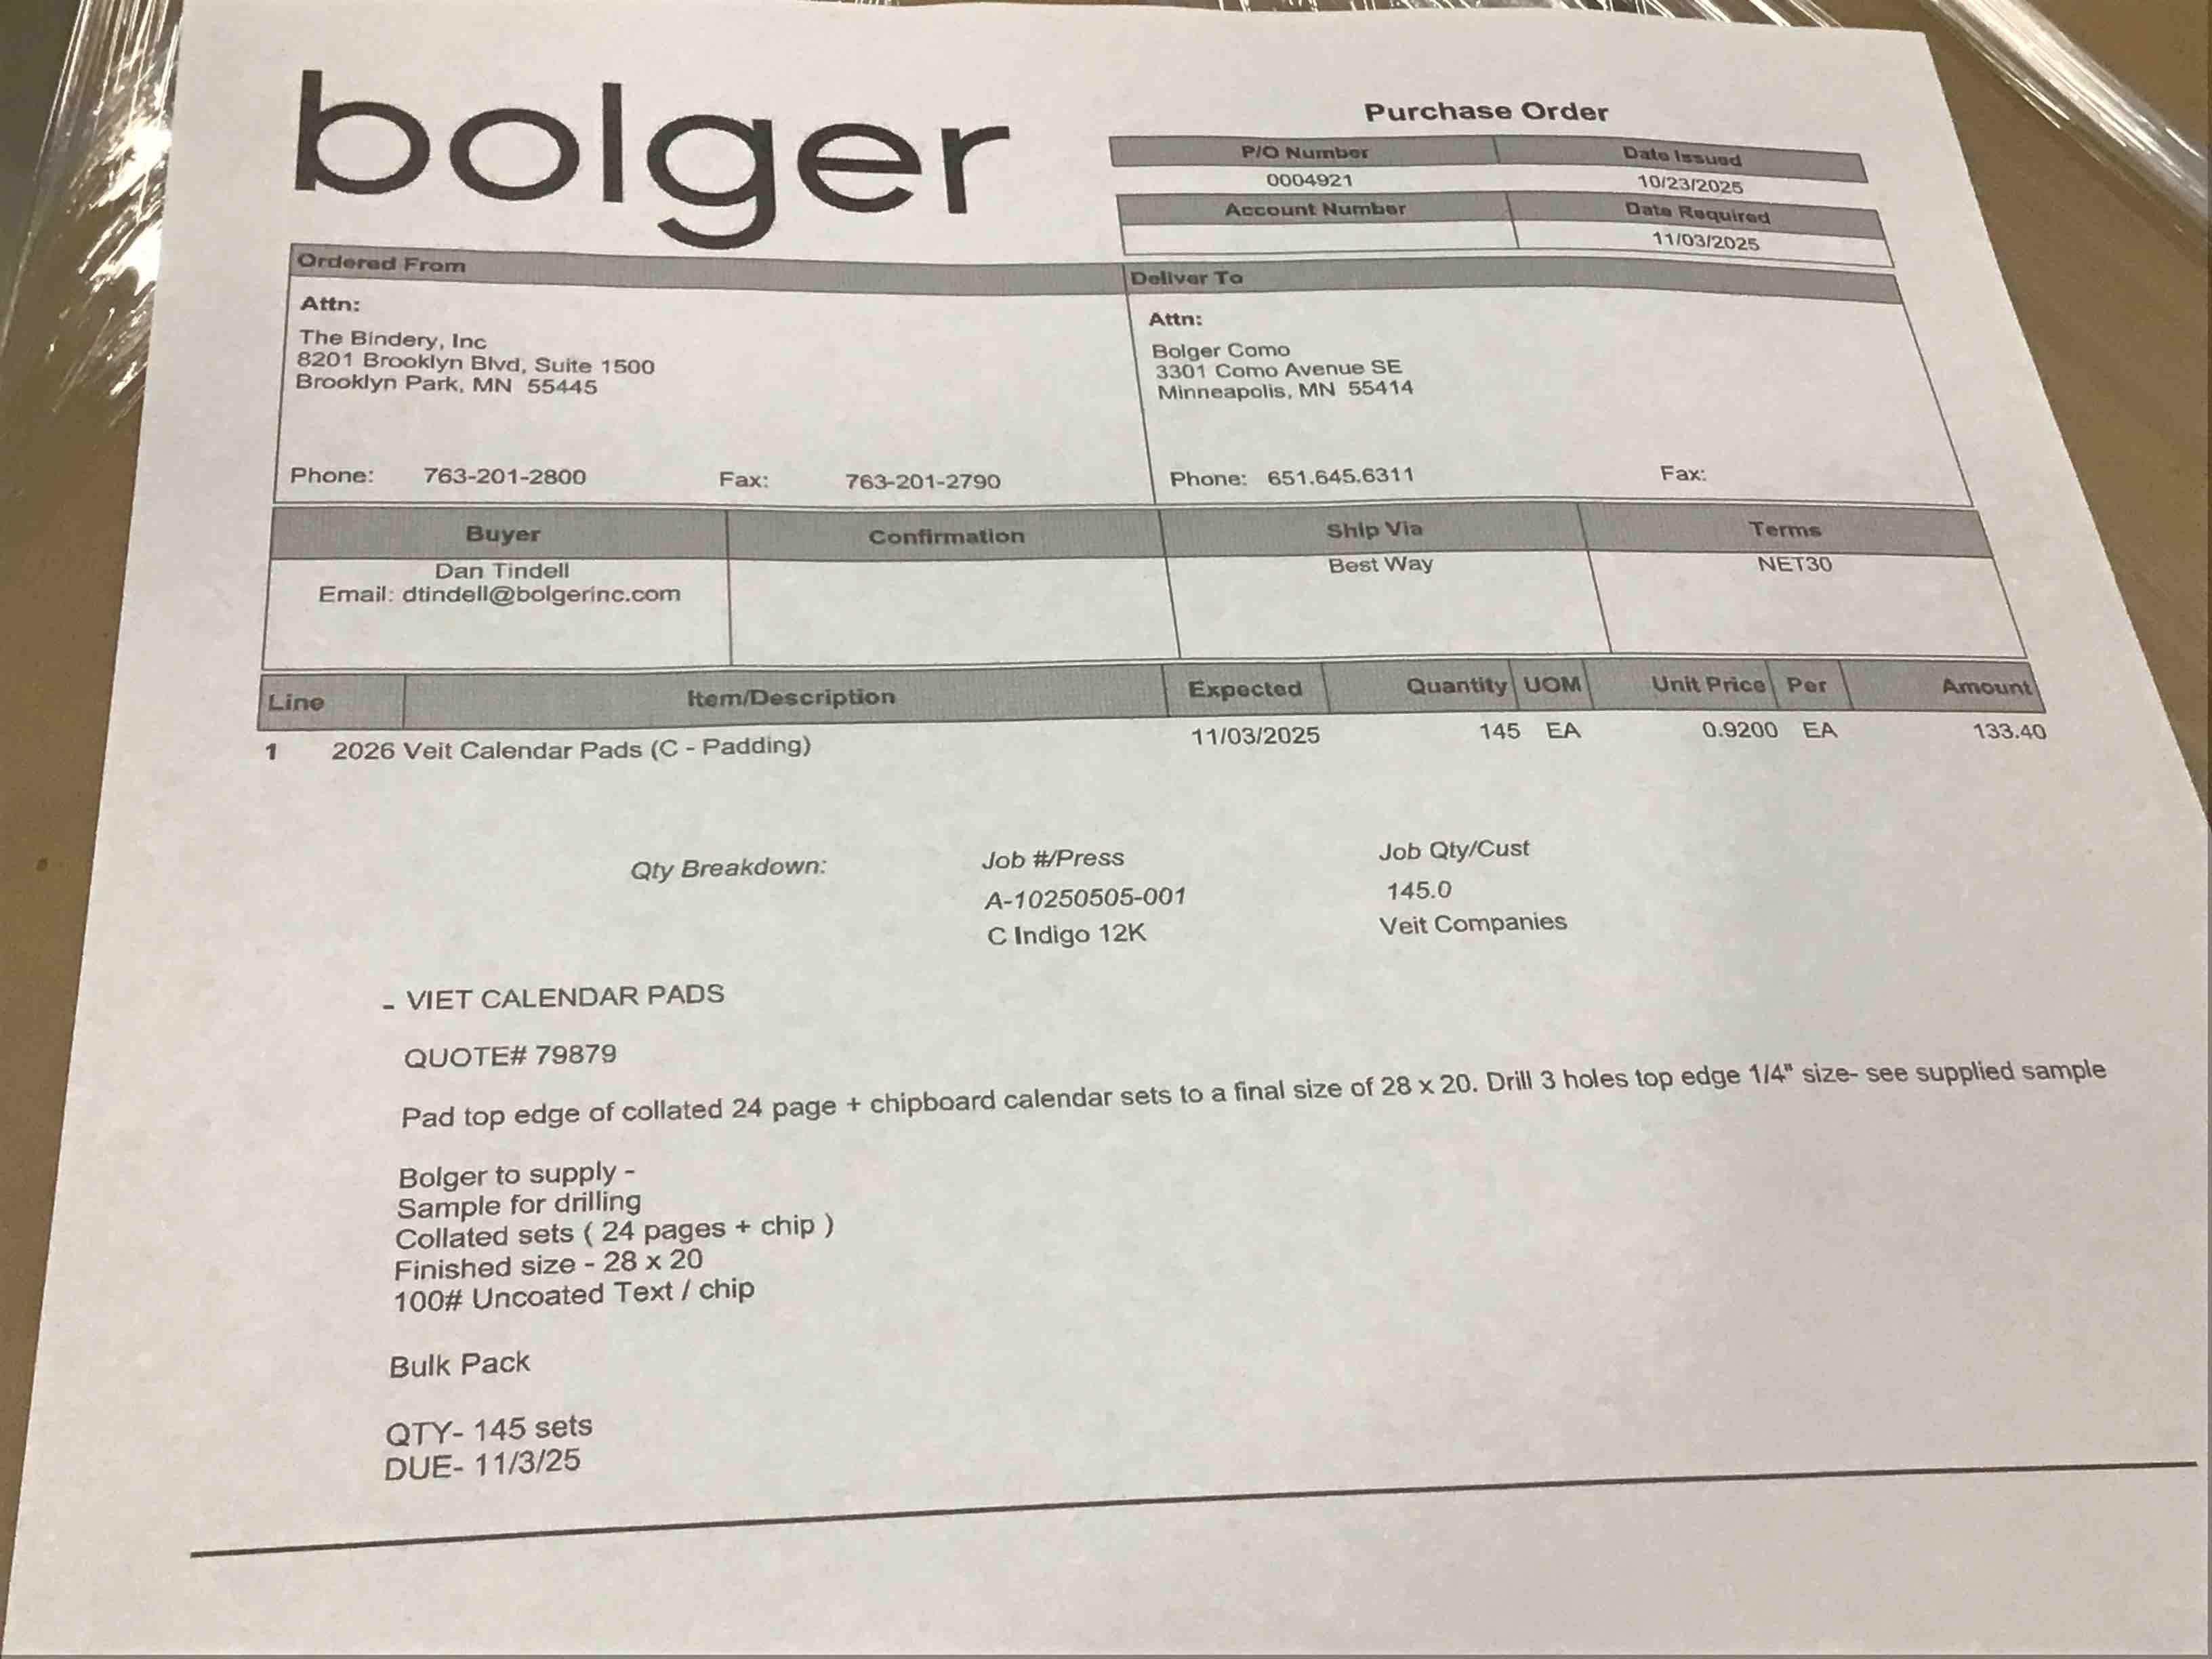 bolger
Purchase Order
P/O Number Date Issued
0004921 10/23/2025
Account Number Date Required
11/03/2025
Ordered From Deliver To
Attn: Attn:
The Bindery, Inc Bolger Como
8201 Brooklyn Blvd, Suite 1500 3301 Como Avenue SE
Brooklyn Park, MN 55445 Minneapolis, MN 55414
Phone: 763-201-2800 Fax: 763-201-2790 Phone: 651.645.6311 Fax:
Buyer Confirmation Ship Via Terms
Dan Tindell Best Way NET30
Email: dtindell@bolgerinc.com
Line Item/Description Expected Quantity UOM Unit Price Per Amount
1 2026 Veit Calendar Pads (C - Padding) 11/03/2025 145 EA 0.9200 EA 133.40
Qty Breakdown: Job #/Press Job Qty/Cust
A-10250505-001 145.0
C Indigo 12K Veit Companies
- VIET CALENDAR PADS
QUOTE# 79879
Pad top edge of collated 24 page + chipboard calendar sets to a final size of 28 x 20. Drill 3 holes top edge 1/4" size- see supplied sample
Bolger to supply -
Sample for drilling
Collated sets ( 24 pages + chip )
Finished size - 28 x 20
100# Uncoated Text / chip
Bulk Pack
QTY- 145 sets
DUE- 11/3/25